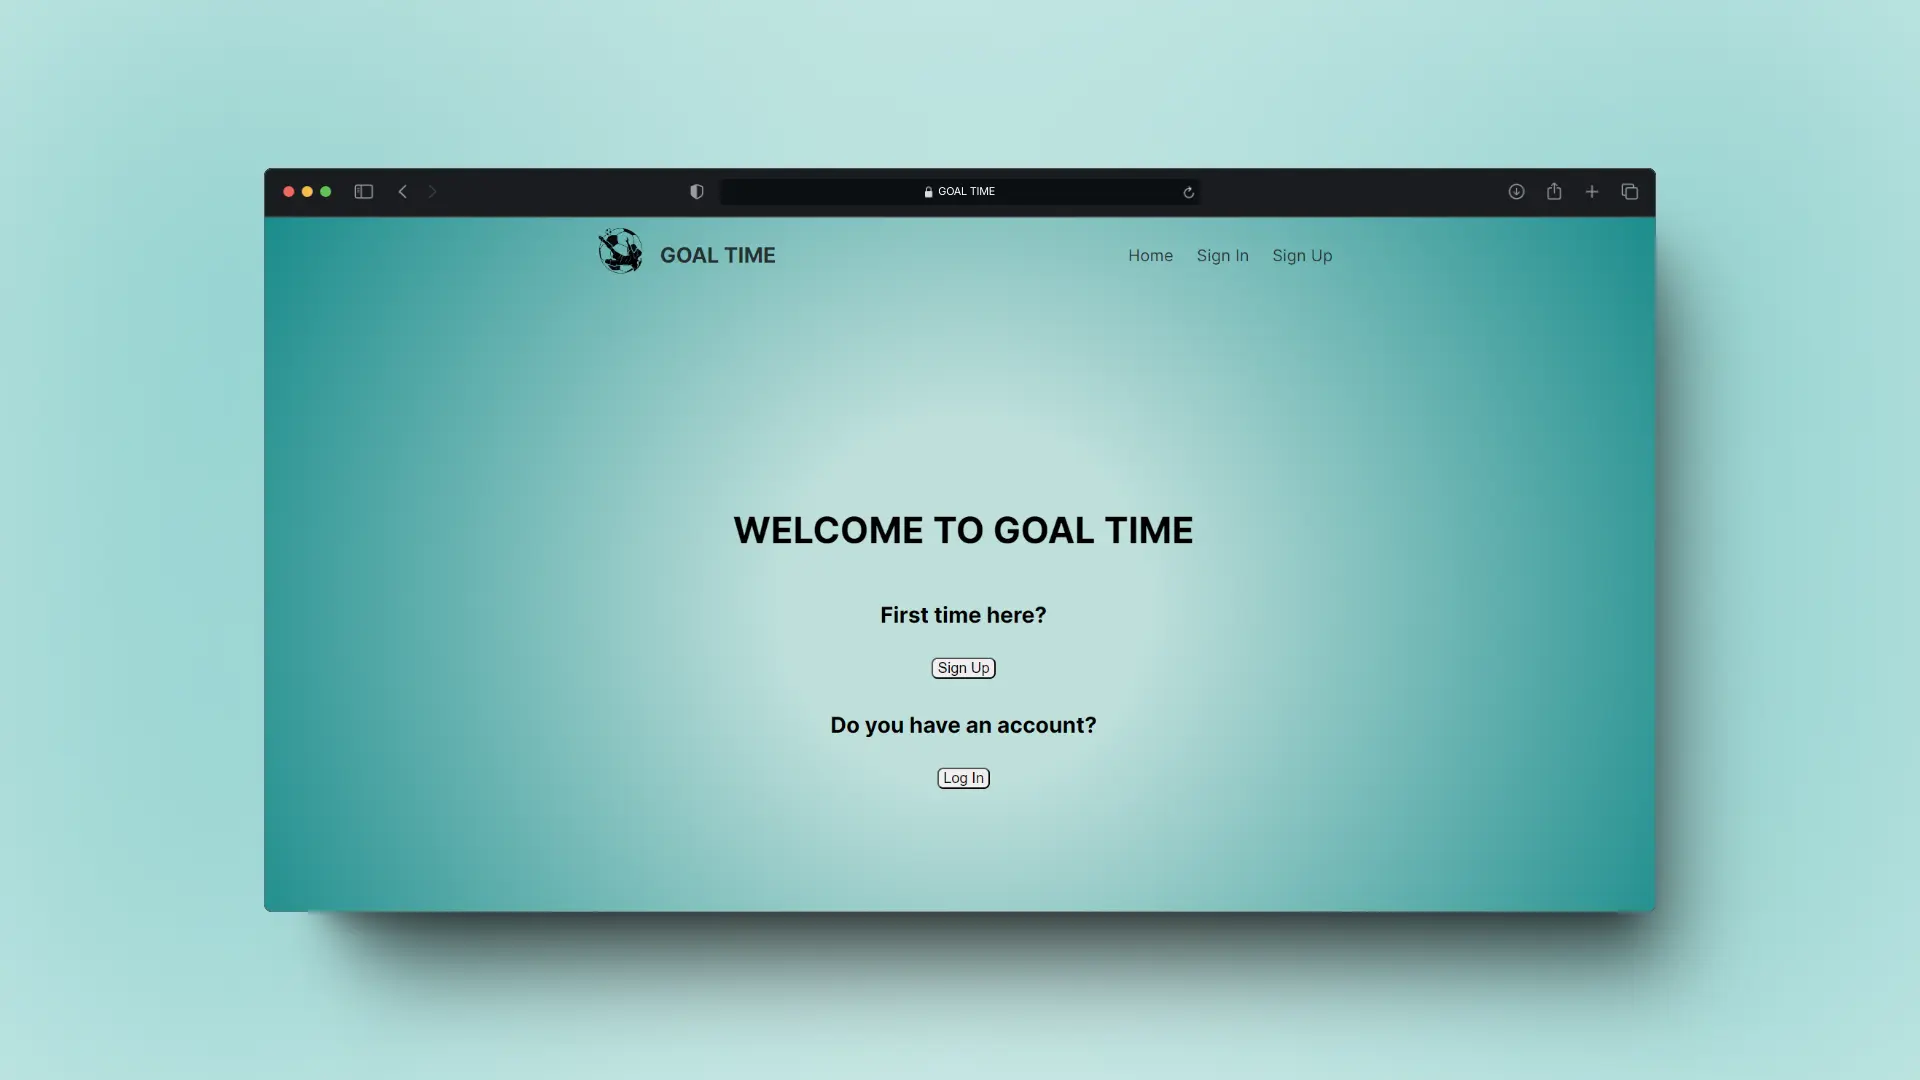 GOAL TIME
GOAL TIME
Home Sign In Sign Up
WELCOME TO GOAL TIME
First time here?
Sign Up
Do you have an account?
Log In